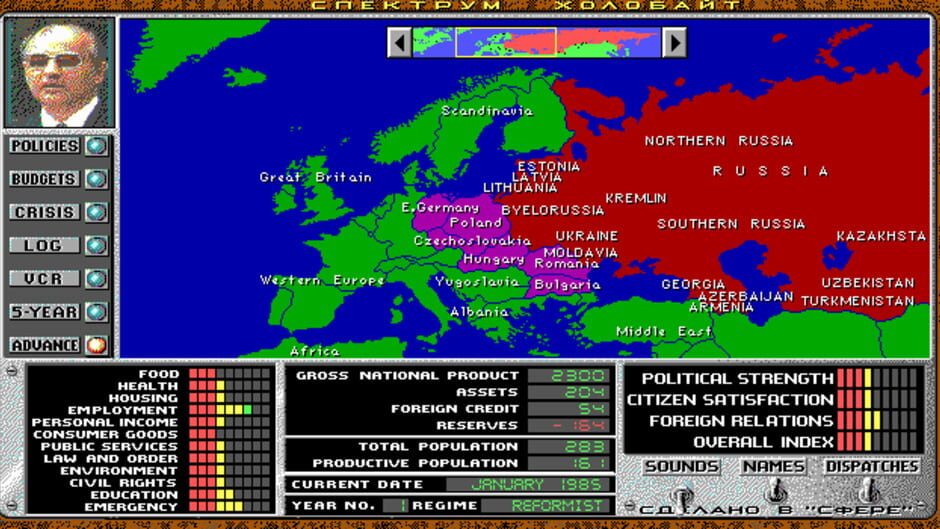 СПЕКТРУМ ХОЛОБАЙТ
POLICIES
BUDGETS
CRISIS
LOG
VCR
5-YEAR
ADVANCE
Scandinavia
NORTHERN RUSSIA
RUSSIA
ESTONIA
LATVIA
LITHUANIA
Great Britain
KREMLIN
E.Germany
BYELORUSSIA
Poland
SOUTHERN RUSSIA
UKRAINE
KAZAKHSTA
Czechoslovakia
MOLDAVIA
Hungary
Romania
Western Europe
Yugoslavia
Bulgaria
GEORGIA
UZBEKISTAN
AZERBAIJAN
TURKMENISTAN
ARMENIA
Albania
Middle East
Africa
FOOD
HEALTH
HOUSING
EMPLOYMENT
PERSONAL INCOME
CONSUMER GOODS
PUBLIC SERVICES
LAW AND ORDER
ENVIRONMENT
CIVIL RIGHTS
EDUCATION
EMERGENCY
GROSS NATIONAL PRODUCT 2300
ASSETS 204
FOREIGN CREDIT 54
RESERVES -164
TOTAL POPULATION 283
PRODUCTIVE POPULATION 161
CURRENT DATE JANUARY 1985
YEAR NO. 1 REGIME REFORMIST
POLITICAL STRENGTH
CITIZEN SATISFACTION
FOREIGN RELATIONS
OVERALL INDEX
SOUNDS NAMES DISPATCHES
СДЕЛАНО В "СФЕРЕ"